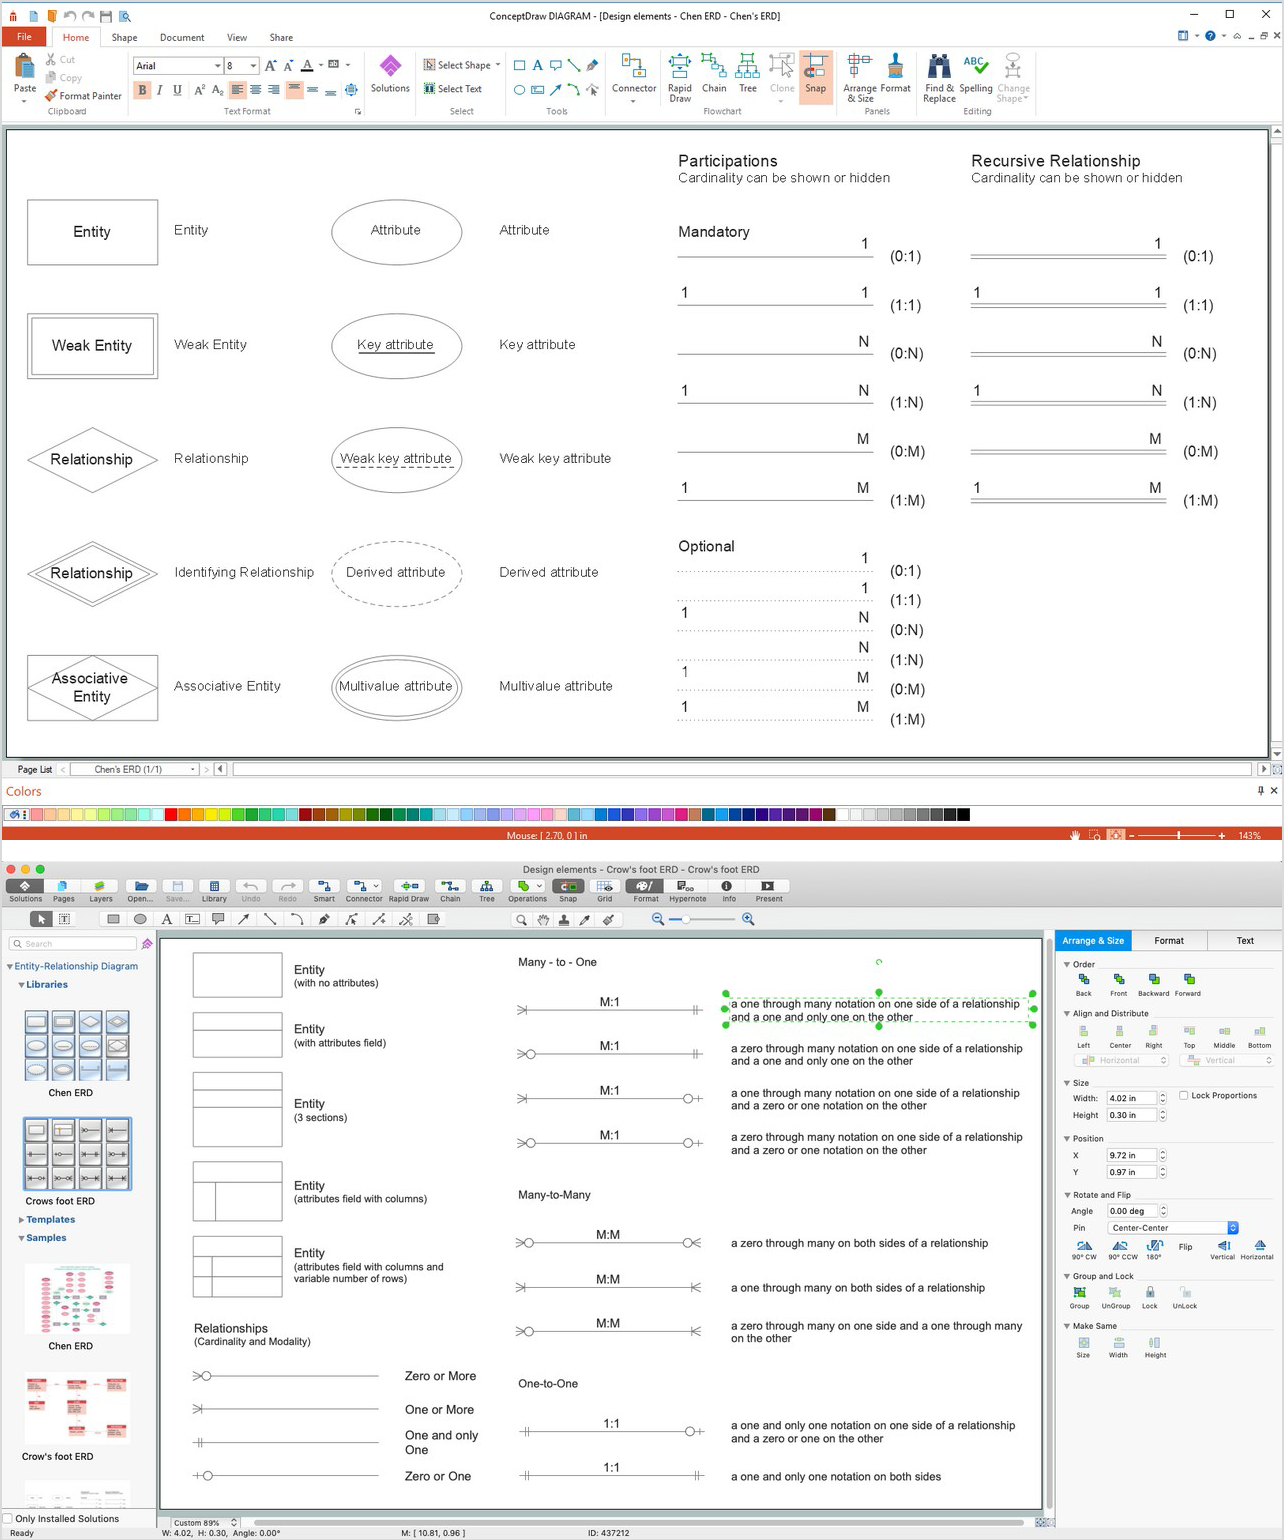 ConceptDraw DIAGRAM - [Design elements - Chen ERD - Chen's ERD]
File Home Shape Document View Share
Paste
Cut
Copy
Format Painter
Clipboard
Arial 8
B I U
Text Format
Solutions
Select Shape
Select Text
Select
Tools
Connector
Rapid Draw
Chain
Tree
Clone
Snap
Flowchart
Arrange & Size
Format
Panels
Find & Replace
ABC
Spelling
Change Shape
Editing
Participations
Cardinality can be shown or hidden
Recursive Relationship
Cardinality can be shown or hidden
Entity Entity Attribute Attribute
Weak Entity Weak Entity Key attribute Key attribute
Relationship Relationship Weak key attribute Weak key attribute
Relationship Identifying Relationship Derived attribute Derived attribute
Associative
Entity
Associative Entity Multivalue attribute Multivalue attribute
Mandatory
1 (0:1)
1 1 (1:1)
N (0:N)
1 N (1:N)
M (0:M)
1 M (1:M)
1 (0:1)
1 1 (1:1)
N (0:N)
1 N (1:N)
M (0:M)
1 M (1:M)
Optional
1
(0:1)
1
(1:1)
1 N
(0:N)
N
(1:N)
1 M
(0:M)
1 M
(1:M)
Page List Chen's ERD (1/1)
Colors
Mouse: [ 2.70, 0 ] in 143%
Design elements - Crow's foot ERD - Crow's foot ERD
Solutions Pages Layers Open... Save... Library Undo Redo Smart Connector Rapid Draw Chain Tree Operations Snap Grid Format Hypernote Info Present
Search
Entity-Relationship Diagram
Libraries
Chen ERD
Crows foot ERD
Templates
Samples
Chen ERD
Crow's foot ERD
Only Installed Solutions
Ready
Entity
(with no attributes)
Entity
(with attributes field)
Entity
(3 sections)
Entity
(attributes field with columns)
Entity
(attributes field with columns and
variable number of rows)
Relationships
(Cardinality and Modality)
Zero or More
One or More
One and only
One
Zero or One
Many - to - One
M:1
a one through many notation on one side of a relationship
and a one and only one on the other
M:1
a zero through many notation on one side of a relationship
and a one and only one on the other
M:1
a one through many notation on one side of a relationship
and a zero or one notation on the other
M:1
a zero through many notation on one side of a relationship
and a zero or one notation on the other
Many-to-Many
M:M
a zero through many on both sides of a relationship
M:M
a one through many on both sides of a relationship
M:M
a zero through many on one side and a one through many
on the other
One-to-One
1:1
a one and only one notation on one side of a relationship
and a zero or one on the other
1:1
a one and only one notation on both sides
Arrange & Size Format Text
Order
Back Front Backward Forward
Align and Distribute
Left Center Right Top Middle Bottom
Horizontal Vertical
Size
Width: 4.02 in Lock Proportions
Height 0.30 in
Position
X 9.72 in
Y 0.97 in
Rotate and Flip
Angle 0.00 deg
Pin Center-Center
90° CW 90° CCW 180° Flip Vertical Horizontal
Group and Lock
Group UnGroup Lock UnLock
Make Same
Size Width Height
Custom 89%
W: 4.02, H: 0.30, Angle: 0.00° M: [ 10.81, 0.96 ] ID: 437212